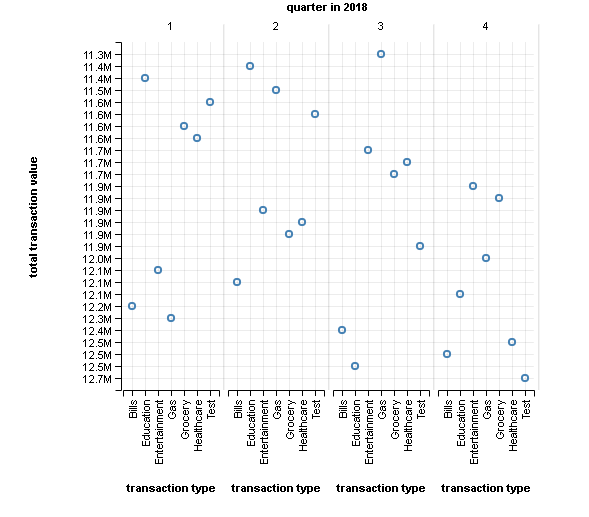 quarter in 2018
1 2 3 4
total transaction value
11.3M
11.4M
11.4M
11.5M
11.6M
11.6M
11.6M
11.6M
11.7M
11.7M
11.7M
11.9M
11.9M
11.9M
11.9M
11.9M
11.9M
12.0M
12.1M
12.1M
12.1M
12.2M
12.3M
12.4M
12.5M
12.5M
12.5M
12.7M
Bills Education Entertainment Gas Grocery Healthcare Test Bills Education Entertainment Gas Grocery Healthcare Test Bills Education Entertainment Gas Grocery Healthcare Test Bills Education Entertainment Gas Grocery Healthcare Test
transaction type transaction type transaction type transaction type